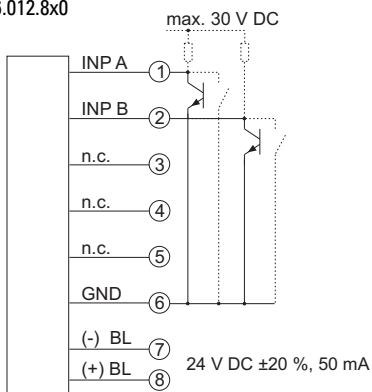 .012.8x0
max. 30 V DC
INP A
1
INP B
2
n.c.
3
n.c.
4
n.c.
5
GND
6
(-) BL
7
24 V DC ±20 %, 50 mA
(+) BL
8